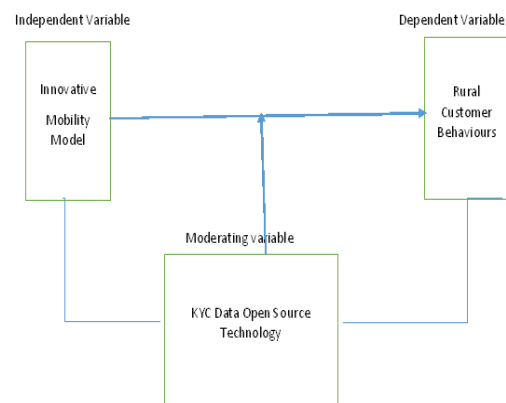 Independent Variable
Dependent Variable
Innovative
Mobility
Model
Rural
Customer
Behaviours
Moderating variable
KYC Data Open Source
Technology